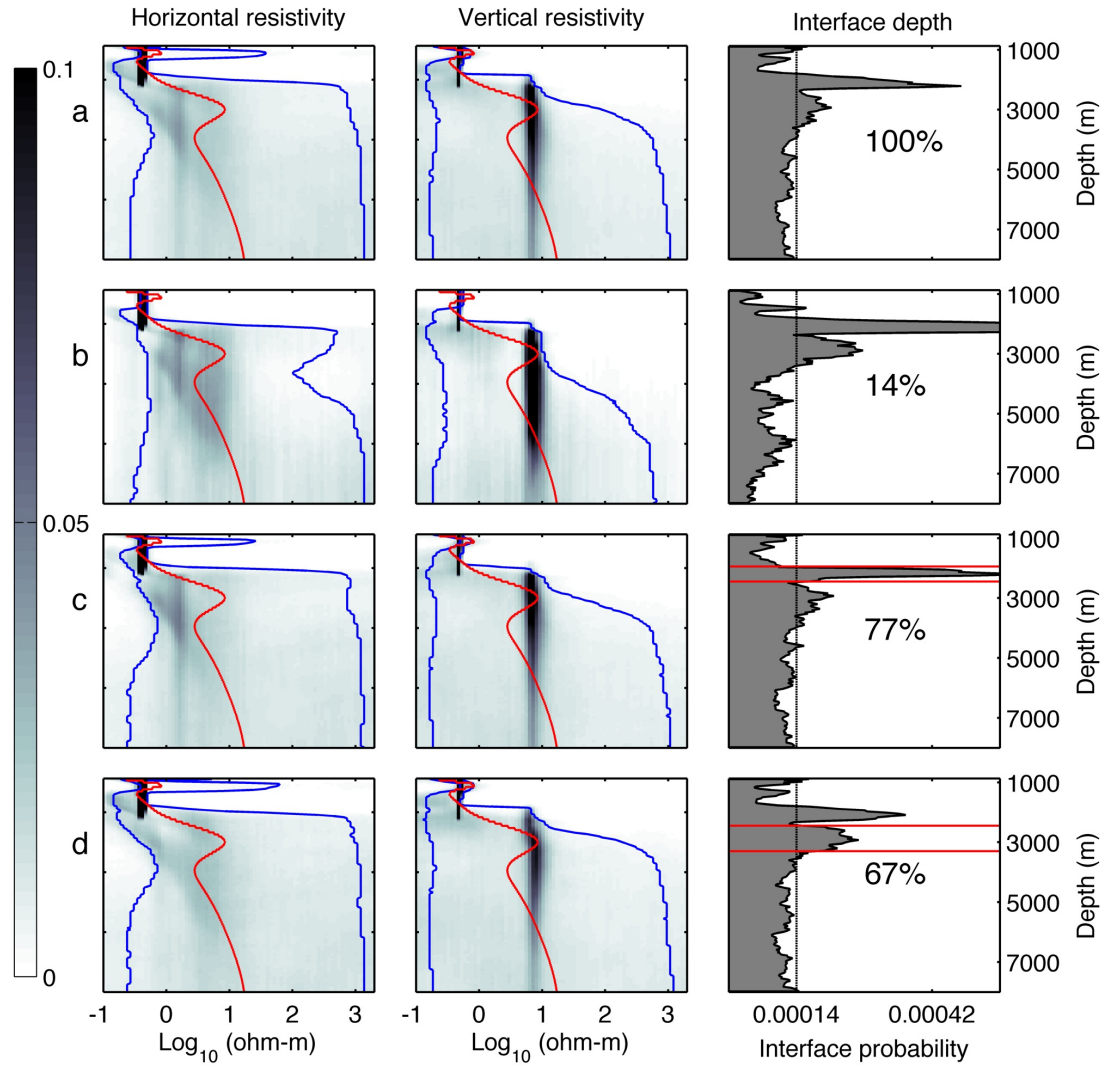 Horizontal resistivity Vertical resistivity Interface depth
0.1
0.05
0
a
100%
1000
3000
5000
7000
Depth (m)
b
14%
1000
3000
5000
7000
Depth (m)
c
77%
1000
3000
5000
7000
Depth (m)
d
67%
1000
3000
5000
7000
Depth (m)
-1 0 1 2 3 -1 0 1 2 3 0.00014 0.00042
Log10 (ohm-m) Log10 (ohm-m) Interface probability